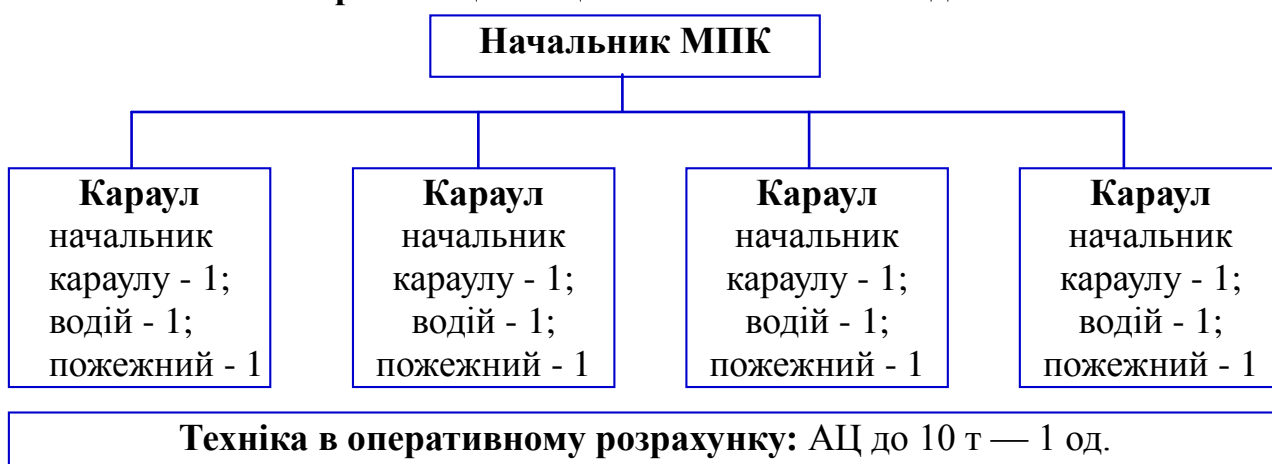 Начальник МПК
Караул
начальник
караулу - 1;
водій - 1;
пожежний - 1
Караул
начальник
караулу - 1;
водій - 1;
пожежний - 1
Караул
начальник
караулу - 1;
водій - 1;
пожежний - 1
Караул
начальник
караулу - 1;
водій - 1;
пожежний - 1
Техніка в оперативному розрахунку: АЦ до 10 т — 1 од.